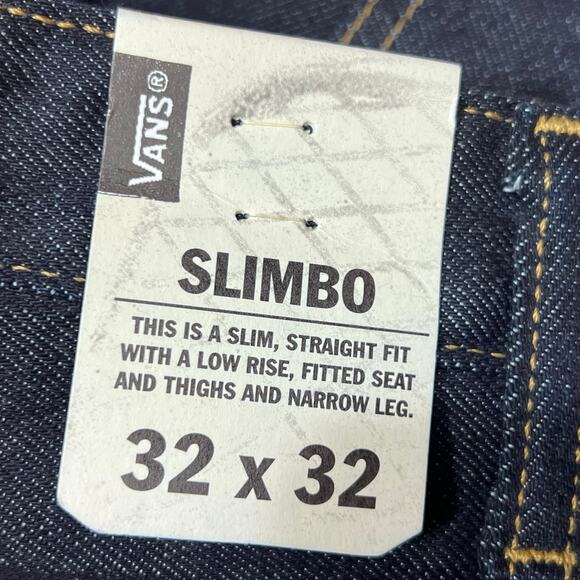 VANS®
SLIMBO
THIS IS A SLIM, STRAIGHT FIT
WITH A LOW RISE, FITTED SEAT
AND THIGHS AND NARROW LEG.
32 x 32